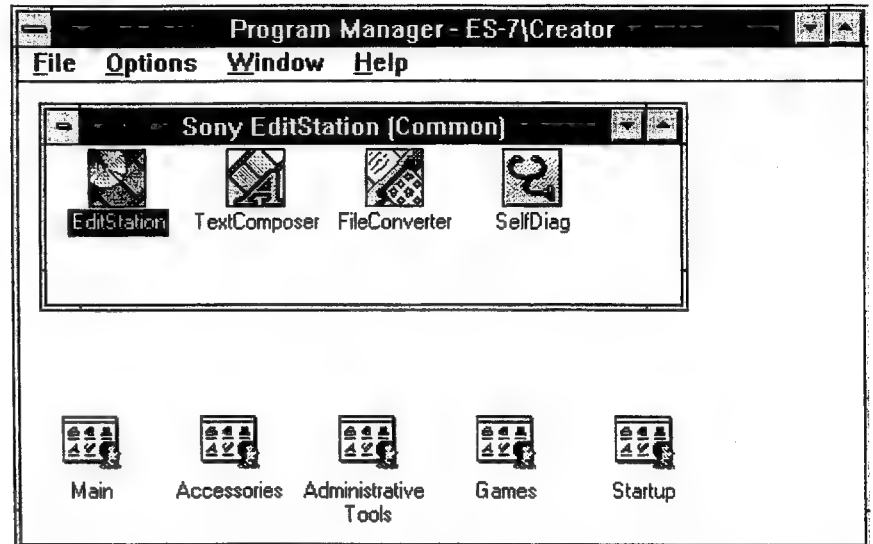 Program Manager - ES-7\Creator
File Options Window Help
Sony EditStation (Common)
EditStation TextComposer FileConverter SelfDiag
Main Accessories Administrative Tools Games Startup